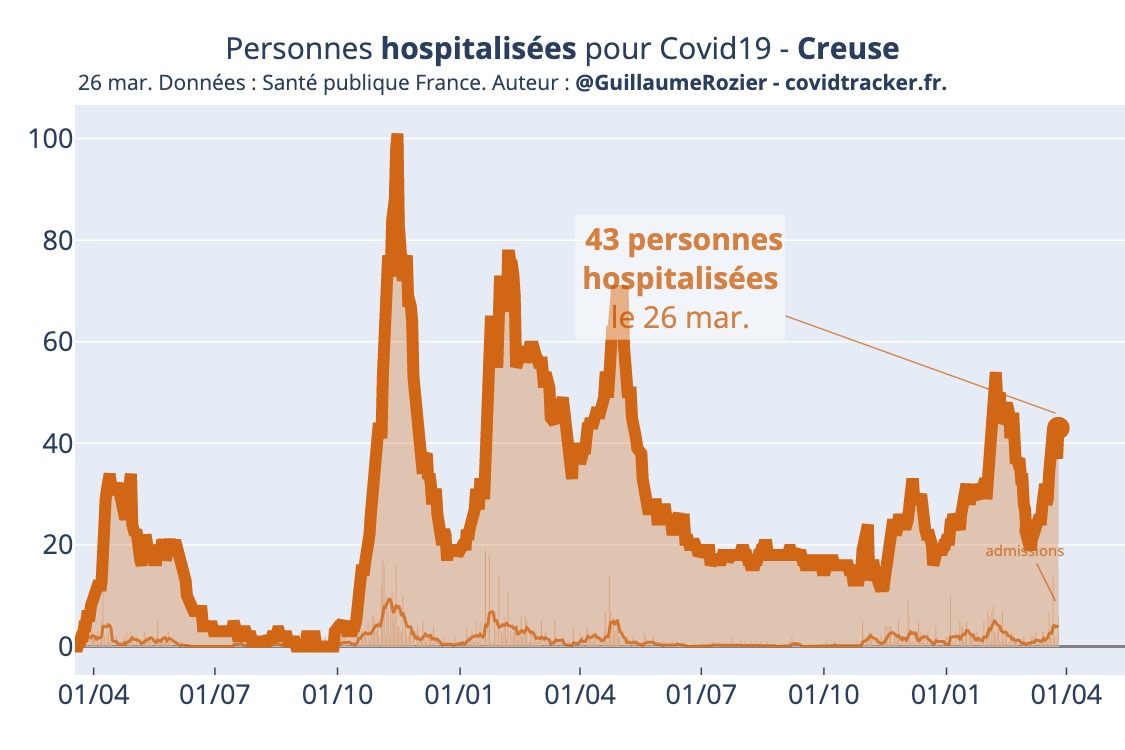 Personnes hospitalisées pour Covid19 - Creuse
26 mar. Données : Santé publique France. Auteur : @GuillaumeRozier - covidtracker.fr.
100
80
60
40
20
0
43 personnes
hospitalisées
le 26 mar.
admissions
01/04 01/07 01/10 01/01 01/04 01/07 01/10 01/01 01/04